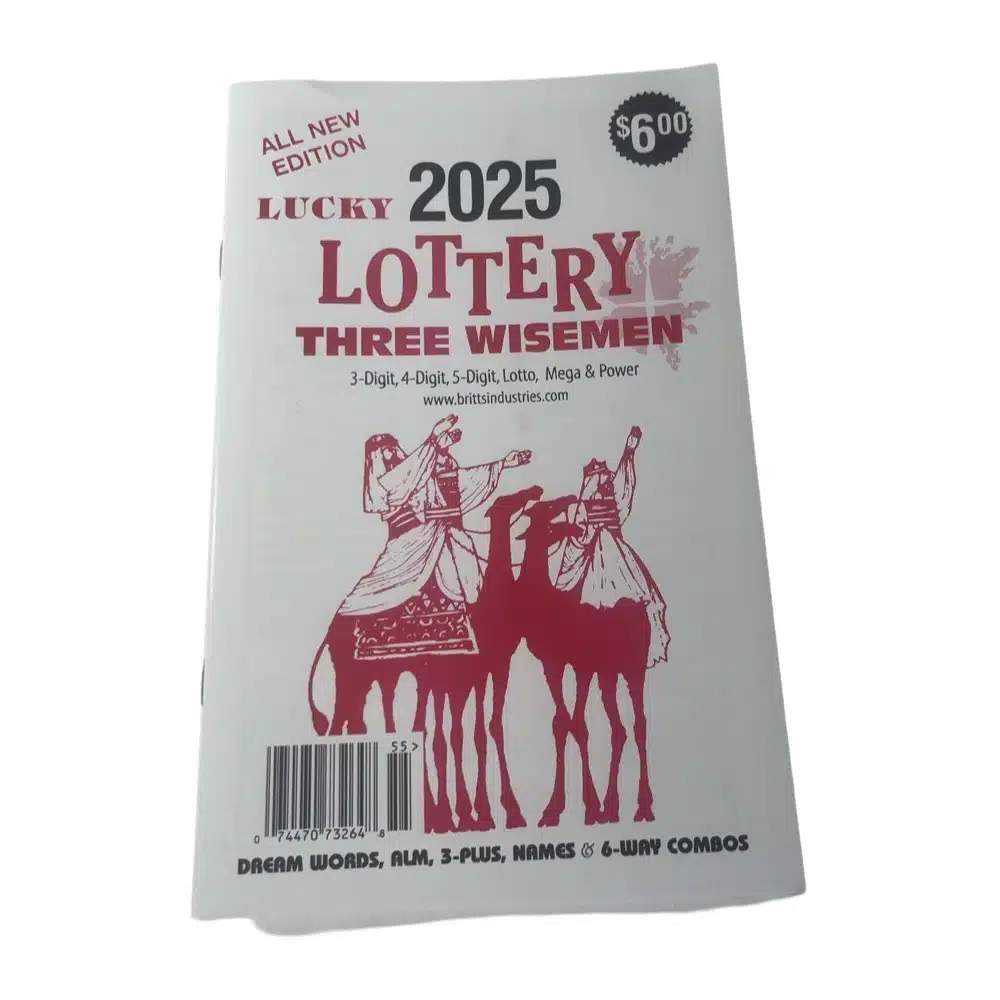 ALL NEW
EDITION
$6.00
LUCKY 2025
LOTTERY
THREE WISEMEN
3-Digit, 4-Digit, 5-Digit, Lotto, Mega & Power
www.brittsindustries.com
55>
0 74470 73264 8
DREAM WORDS, ALM, 3-PLUS, NAMES & 6-WAY COMBOS